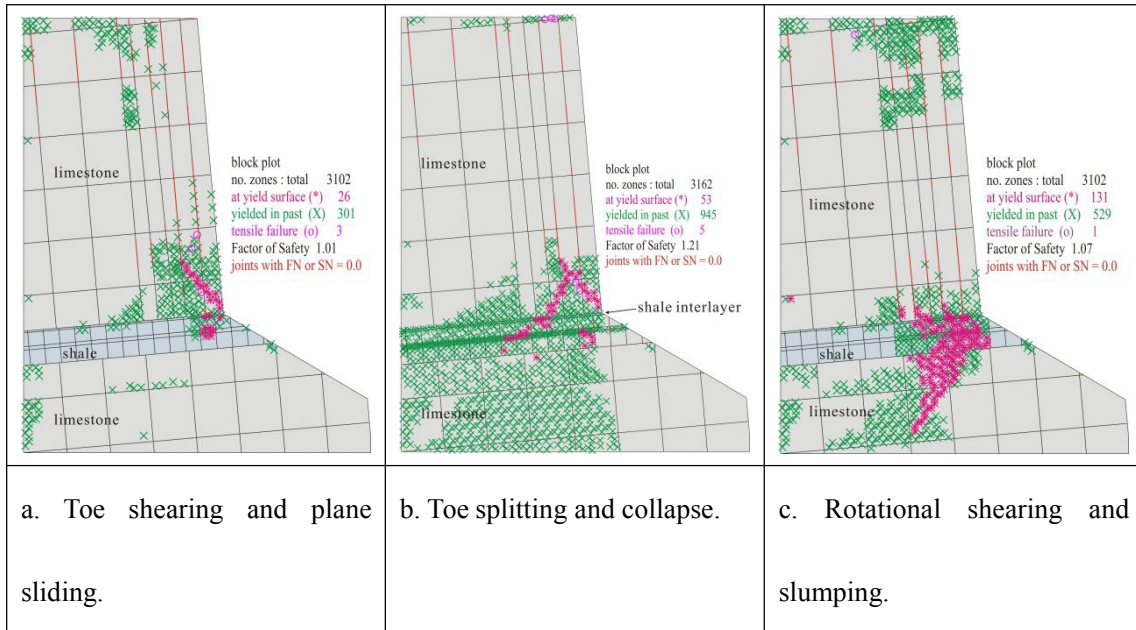 limestone
block plot
no. zones : total 3102
at yield surface (*) 26
yielded in past (X) 301
tensile failure (o) 3
Factor of Safety 1.01
joints with FN or SN = 0.0
shale
limestone
limestone
block plot
no. zones : total 3162
at yield surface (*) 53
yielded in past (X) 945
tensile failure (o) 5
Factor of Safety 1.21
joints with FN or SN = 0.0
shale interlayer
limestone
limestone
block plot
no. zones : total 3102
at yield surface (*) 131
yielded in past (X) 529
tensile failure (o) 1
Factor of Safety 1.07
joints with FN or SN = 0.0
shale
limestone
a. Toe shearing and plane
sliding.
b. Toe splitting and collapse.
c. Rotational shearing and
slumping.